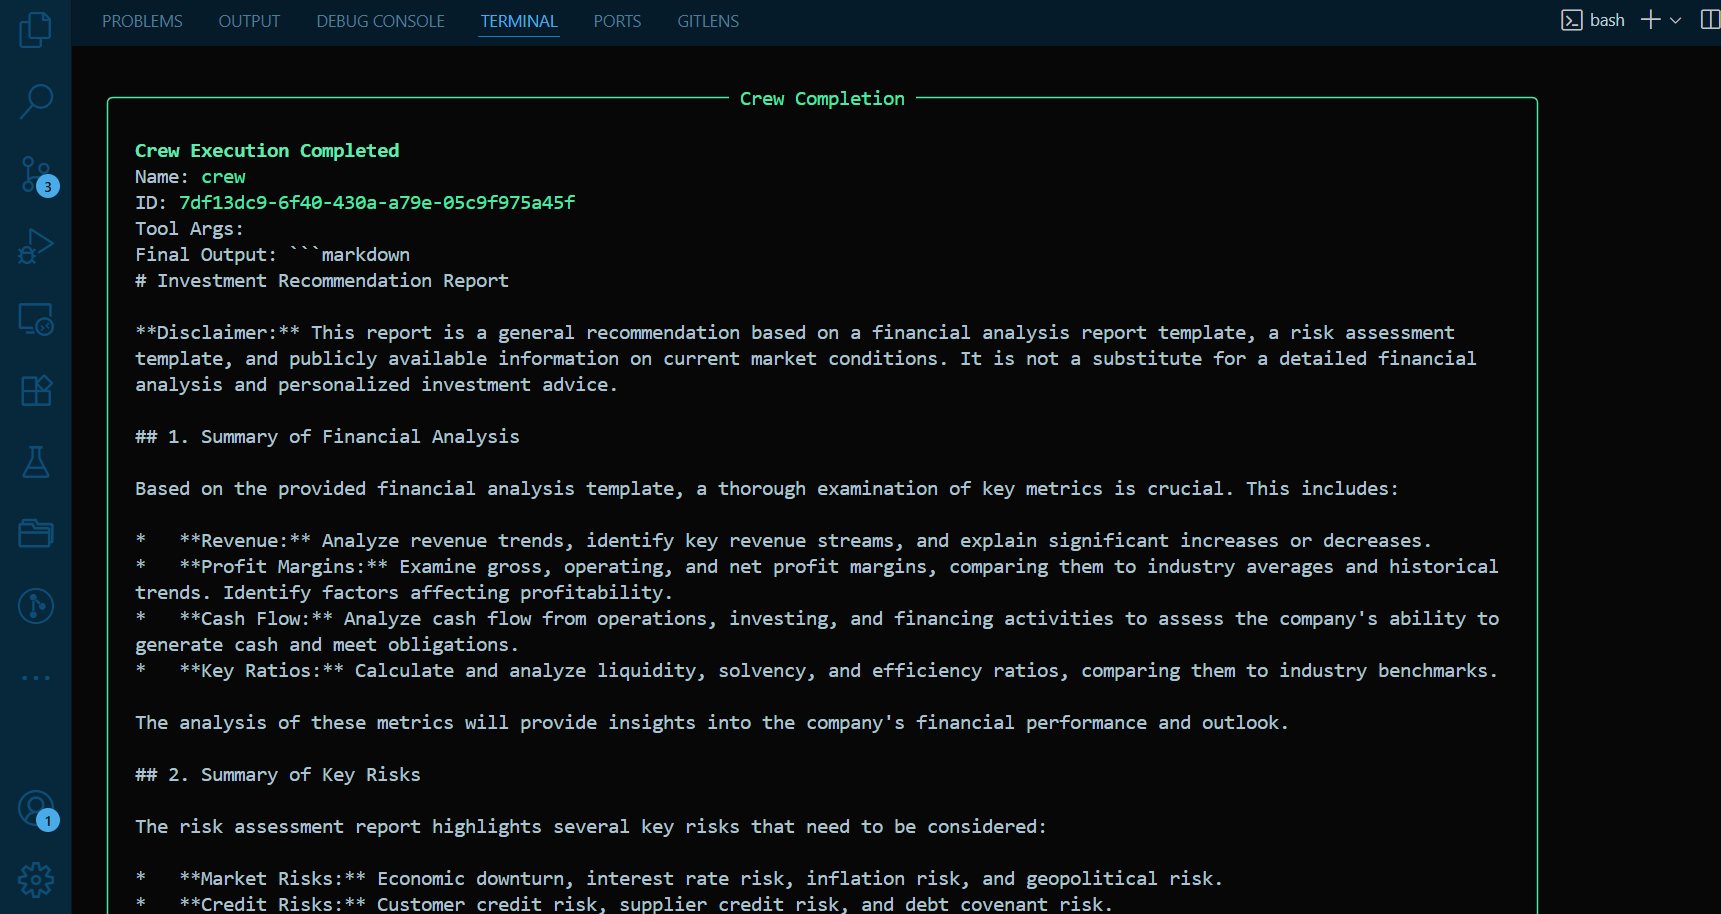 PROBLEMS OUTPUT DEBUG CONSOLE TERMINAL PORTS GITLENS bash
Crew Completion
Crew Execution Completed
Name: crew
ID: 7df13dc9-6f40-430a-a79e-05c9f975a45f
Tool Args:
Final Output: ```markdown
# Investment Recommendation Report
**Disclaimer:** This report is a general recommendation based on a financial analysis report template, a risk assessment
template, and publicly available information on current market conditions. It is not a substitute for a detailed financial
analysis and personalized investment advice.
## 1. Summary of Financial Analysis
Based on the provided financial analysis template, a thorough examination of key metrics is crucial. This includes:
*   **Revenue:** Analyze revenue trends, identify key revenue streams, and explain significant increases or decreases.
*   **Profit Margins:** Examine gross, operating, and net profit margins, comparing them to industry averages and historical
trends. Identify factors affecting profitability.
*   **Cash Flow:** Analyze cash flow from operations, investing, and financing activities to assess the company's ability to
generate cash and meet obligations.
*   **Key Ratios:** Calculate and analyze liquidity, solvency, and efficiency ratios, comparing them to industry benchmarks.
The analysis of these metrics will provide insights into the company's financial performance and outlook.
## 2. Summary of Key Risks
The risk assessment report highlights several key risks that need to be considered:
*   **Market Risks:** Economic downturn, interest rate risk, inflation risk, and geopolitical risk.
*   **Credit Risks:** Customer credit risk, supplier credit risk, and debt covenant risk.
3
1